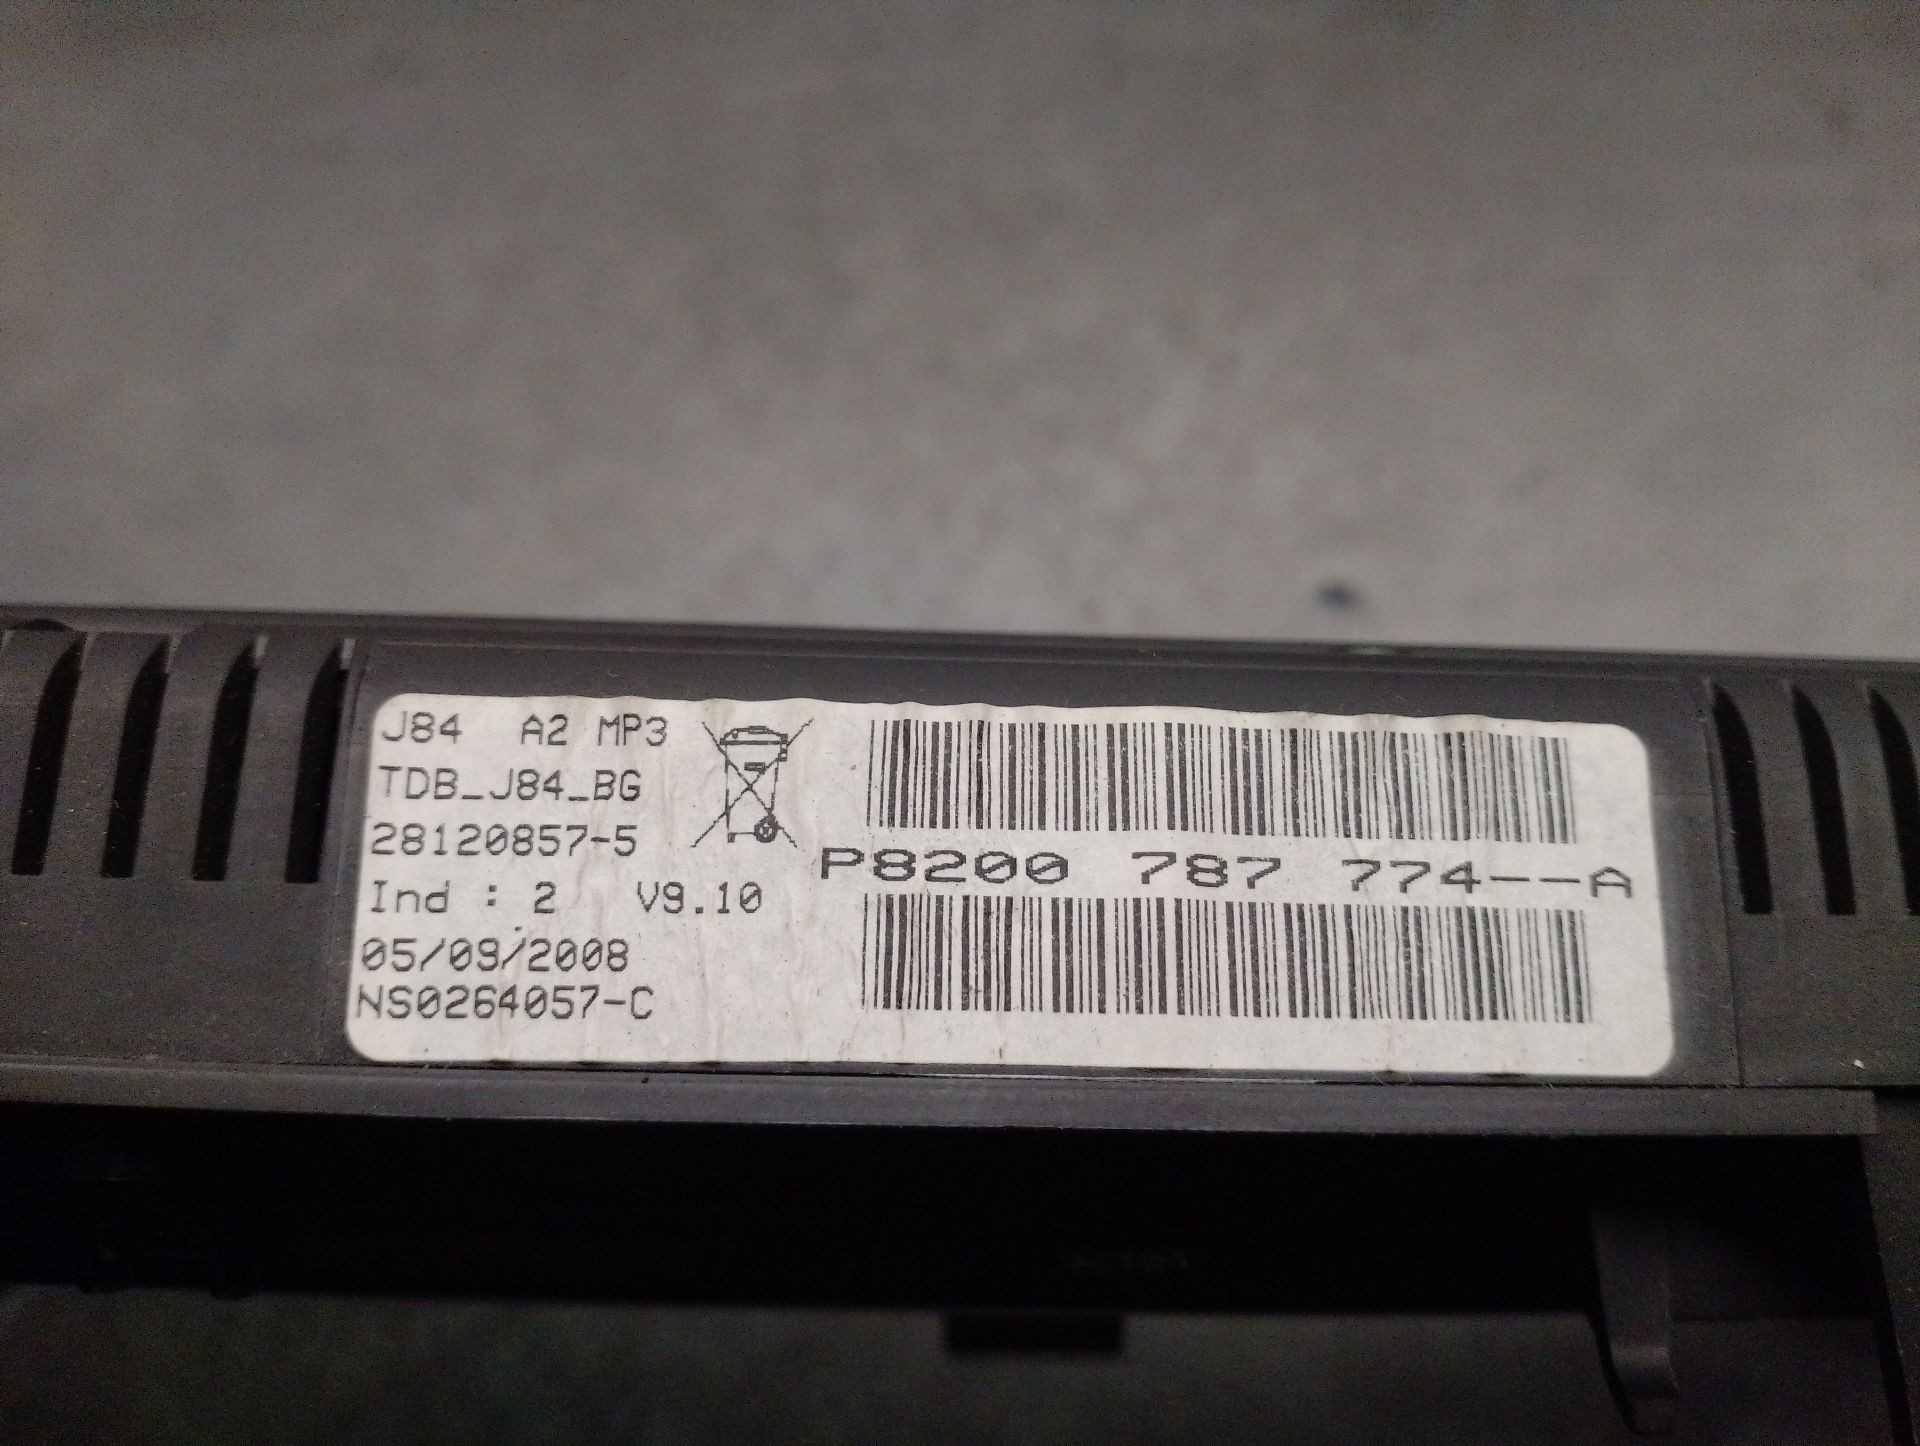 J84 A2 MP3
TDB_J84_BG
28120857-5
Ind : 2 V9.10
05/09/2008
NS0264057-C
P8200 787 774--A